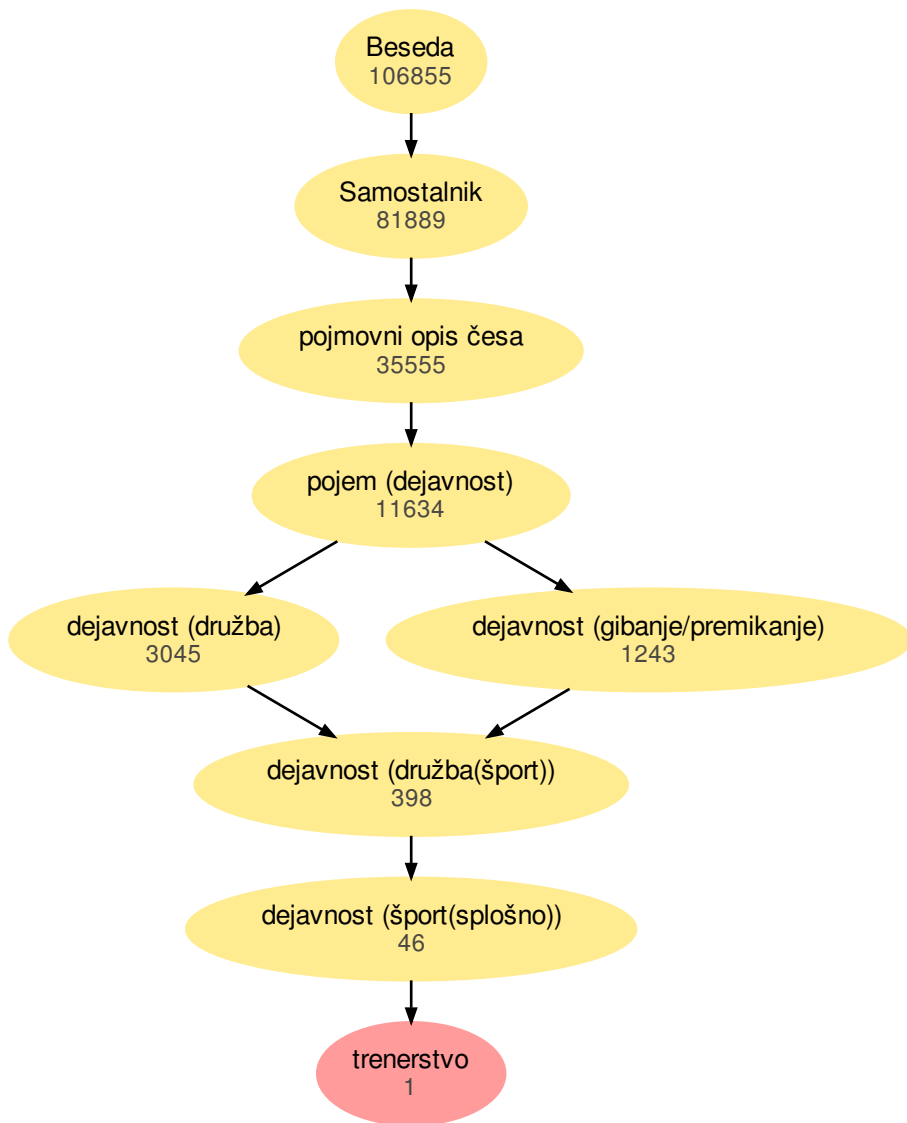 Beseda
106855
Samostalnik
81889
pojmovni opis česa
35555
pojem (dejavnost)
11634
dejavnost (družba)
3045
dejavnost (gibanje/premikanje)
1243
dejavnost (družba(šport))
398
dejavnost (šport(splošno))
46
trenerstvo
1